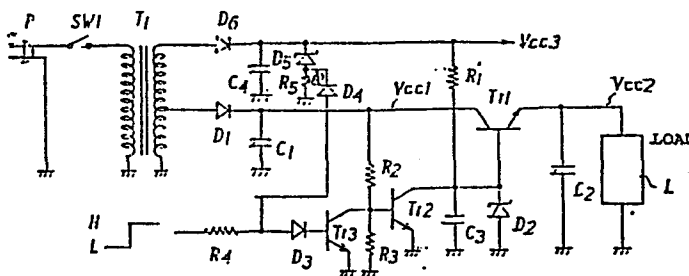 P SW1 T1 D6 Vcc3
D5 R1
C4 R5 D4 Vcc1 Tr1 Vcc2
D1 C1 LOAD
R2 C2 L
H Tr2
L R4 D3 Tr3 R3 C3 D2